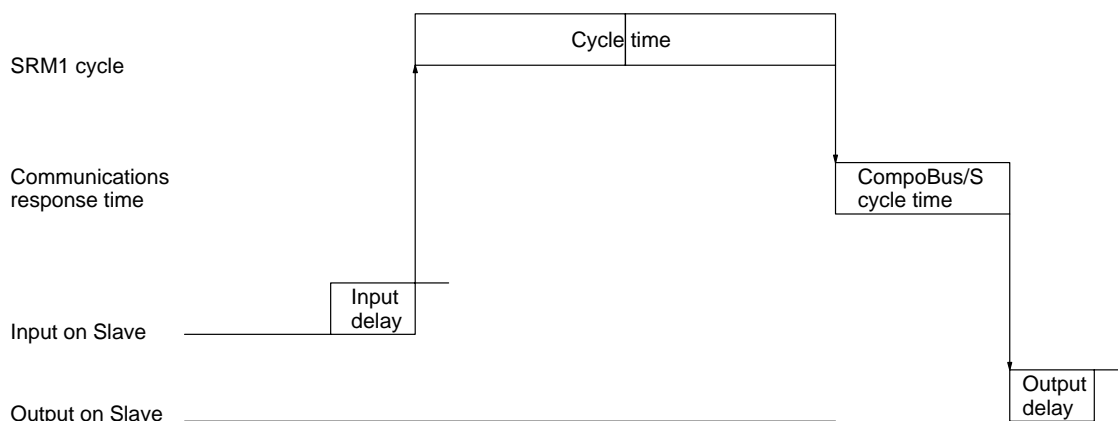 Cycle time
SRM1 cycle
Communications
response time
CompoBus/S
cycle time
Input
delay
Input on Slave
Output
delay
Output on Slave